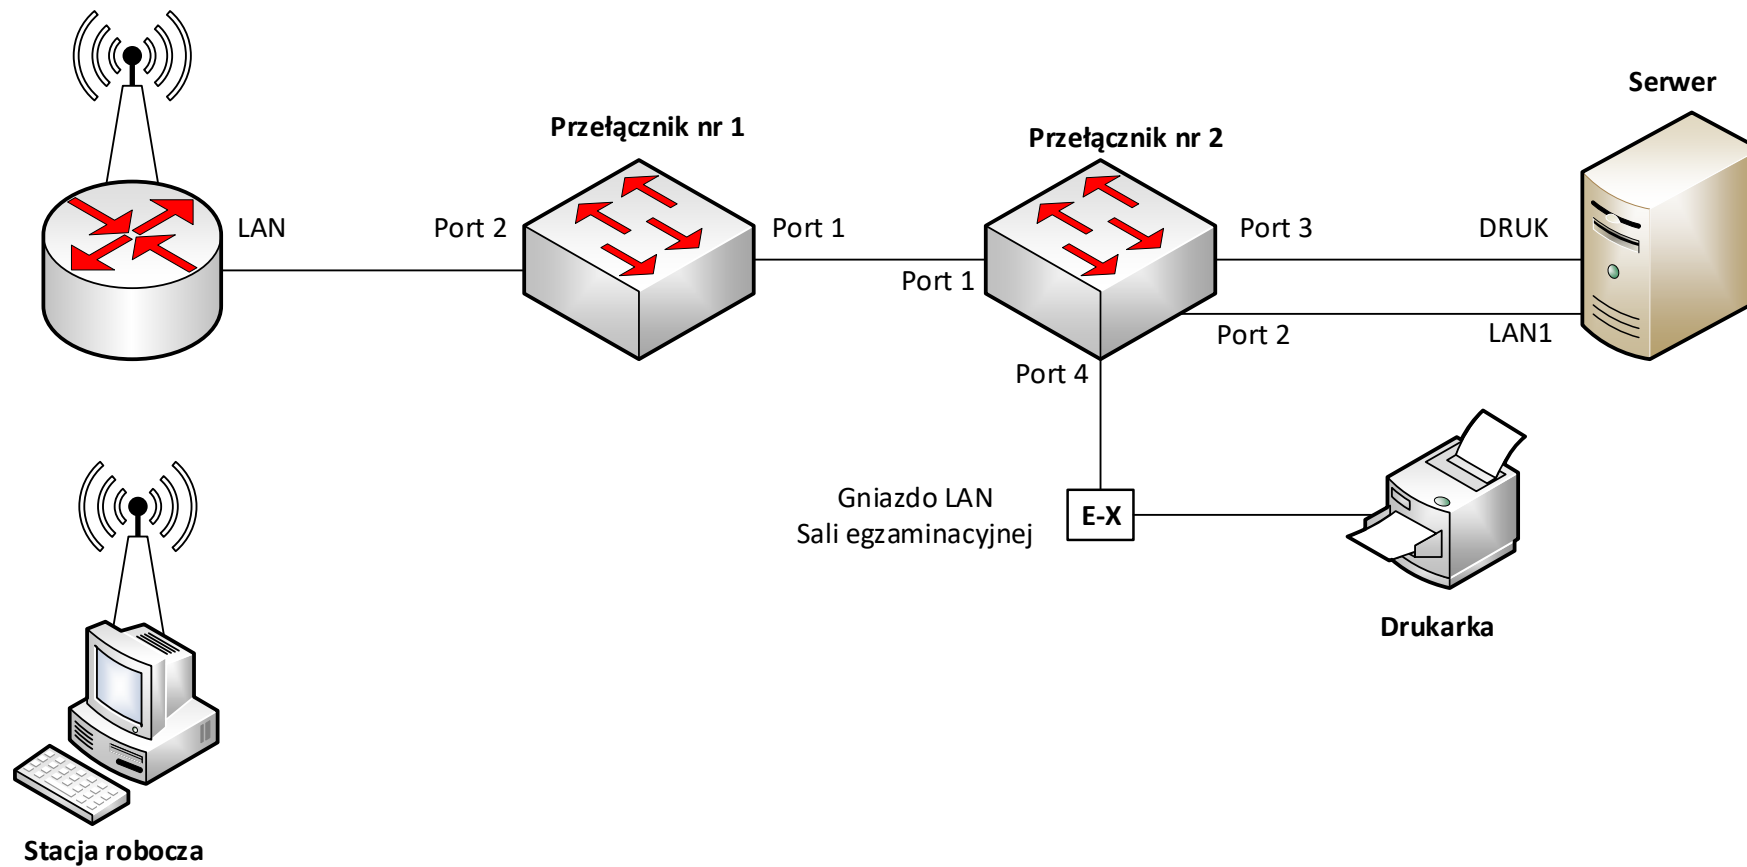 Serwer
Przełącznik nr 1
Przełącznik nr 2
LAN
Port 2
Port 1
Port 1
Port 3
DRUK
Port 2
LAN1
Port 4
Gniazdo LAN
Sali egzaminacyjnej
E-X
Drukarka
Stacja robocza